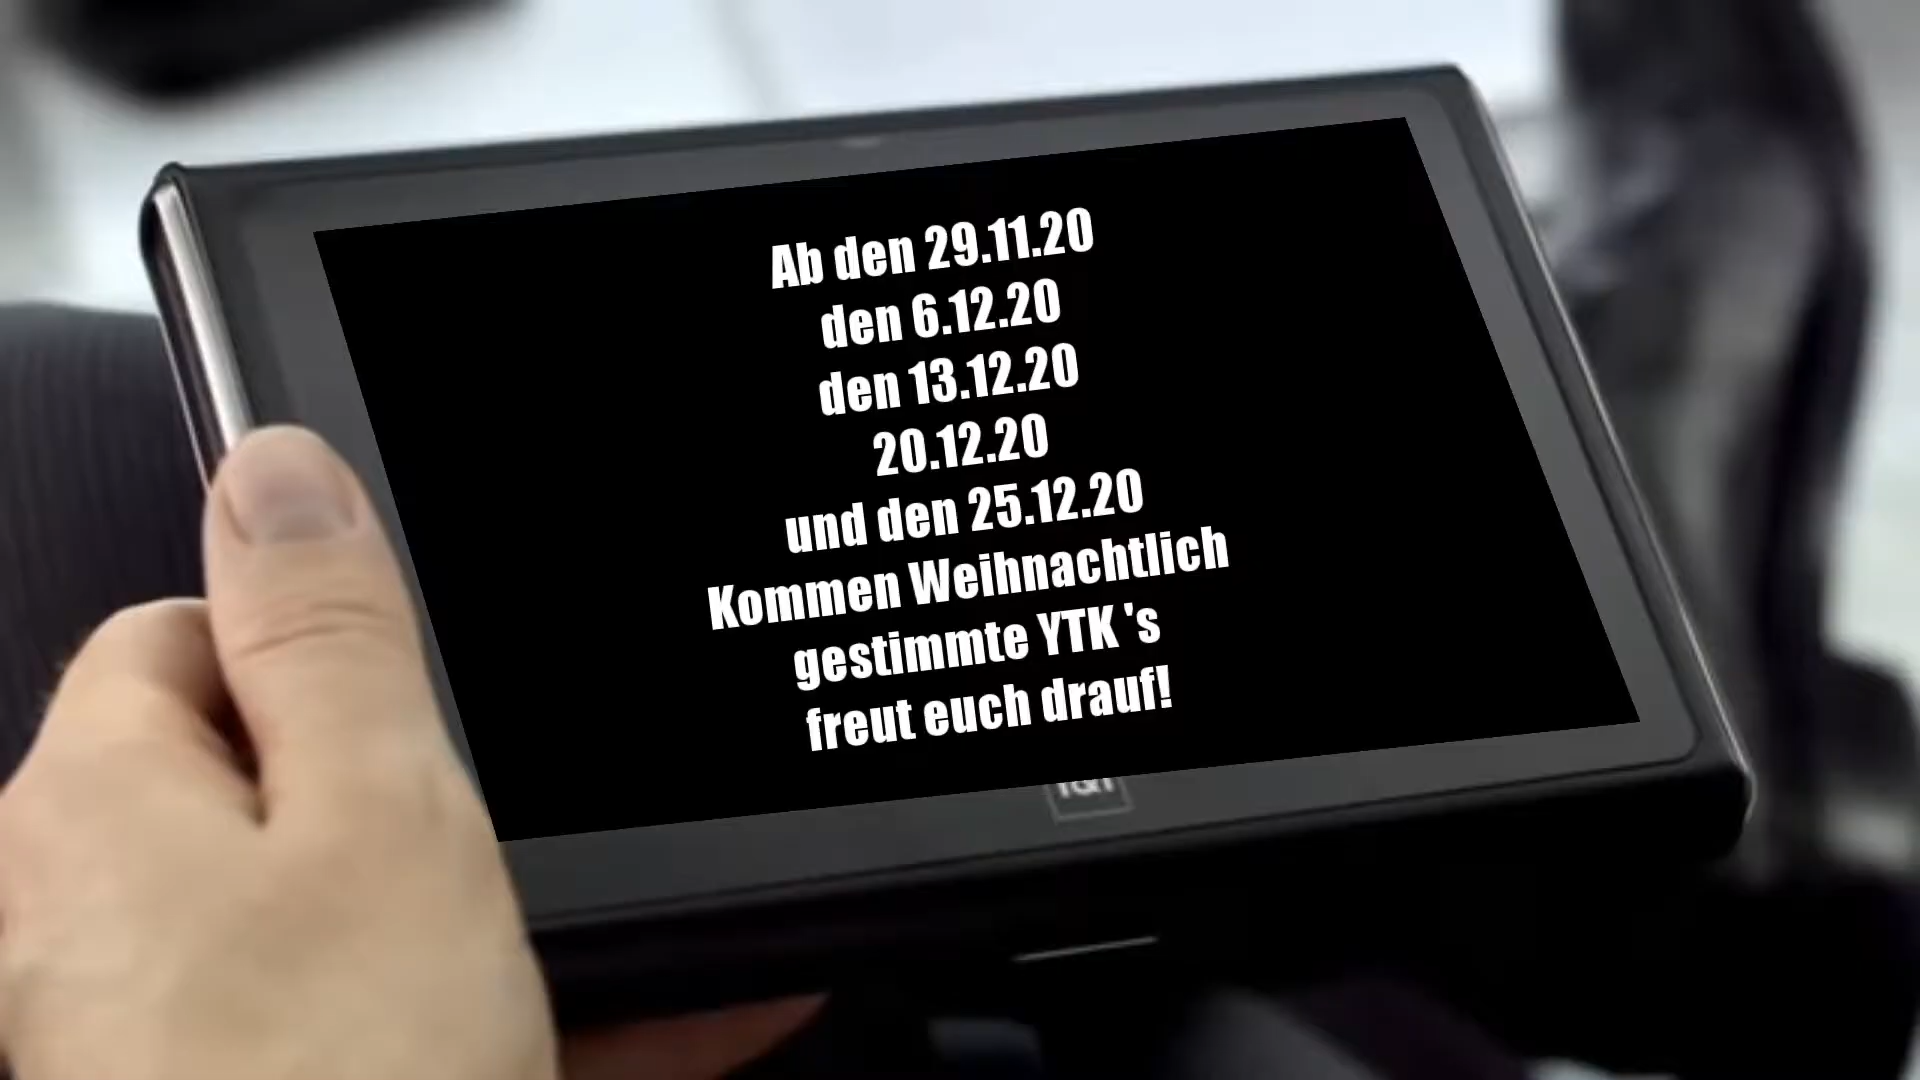 Ab den 29.11.20
den 6.12.20
den 13.12.20
20.12.20
und den 25.12.20
Kommen Weihnachtlich
gestimmte YTK 's
freut euch drauf!